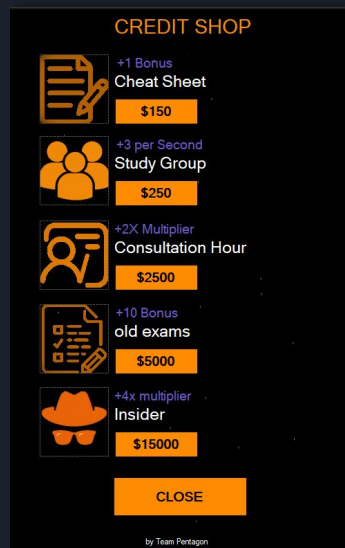 CREDIT SHOP
+1 Bonus
Cheat Sheet
$150
+3 per Second
Study Group
$250
+2X Multiplier
Consultation Hour
$2500
+10 Bonus
old exams
$5000
+4x multiplier
Insider
$15000
CLOSE
by Team Pentagon